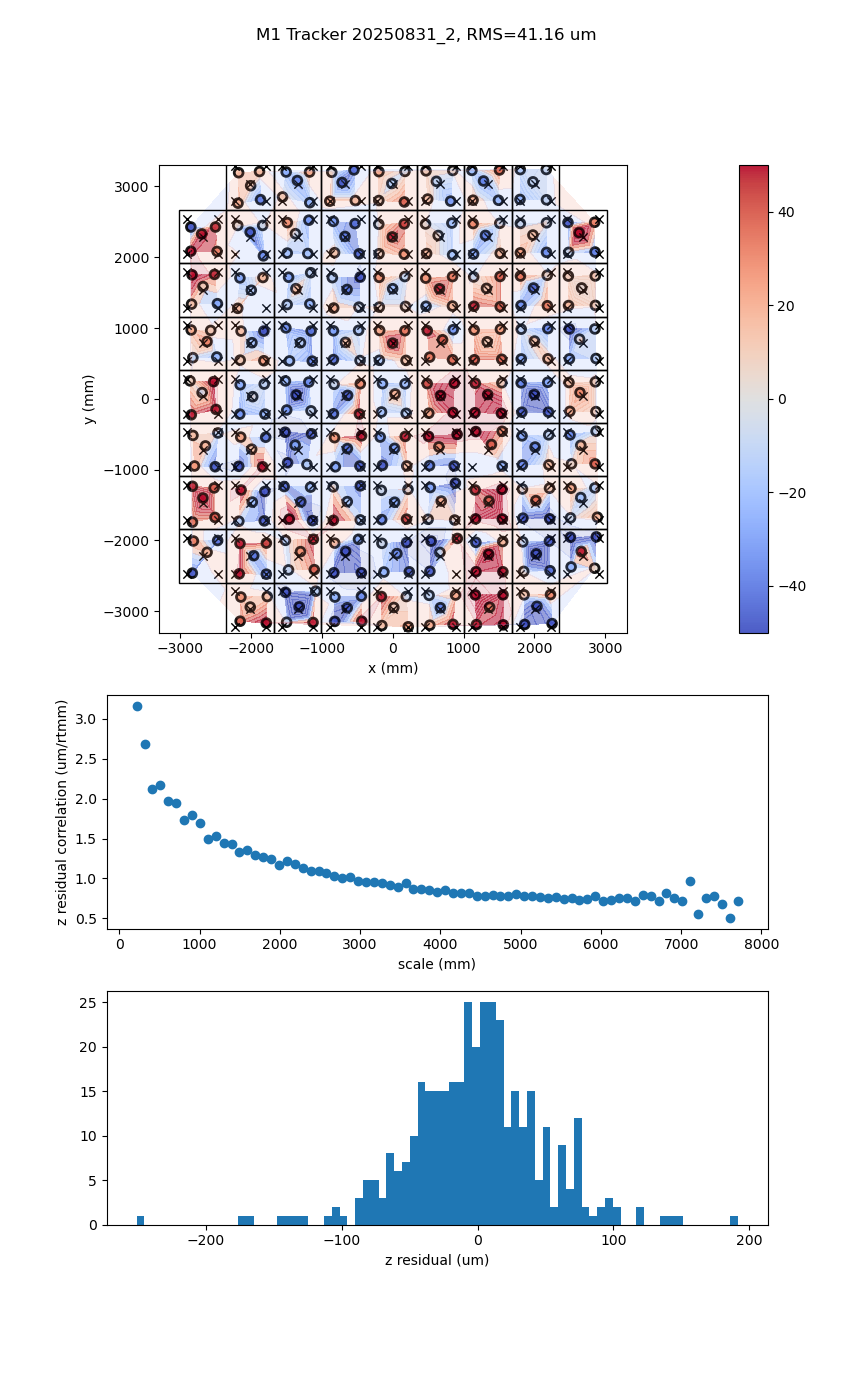 M1 Tracker 20250831_2, RMS=41.16 um
3000
2000
1000
0
−1000
−2000
−3000
y (mm)
−3000 −2000 −1000 0 1000 2000 3000
x (mm)
40
20
0
−20
−40
3.0
2.5
2.0
1.5
1.0
0.5
z residual correlation (um/rtmm)
0 1000 2000 3000 4000 5000 6000 7000 8000
scale (mm)
25
20
15
10
5
0
−200 −100 0 100 200
z residual (um)